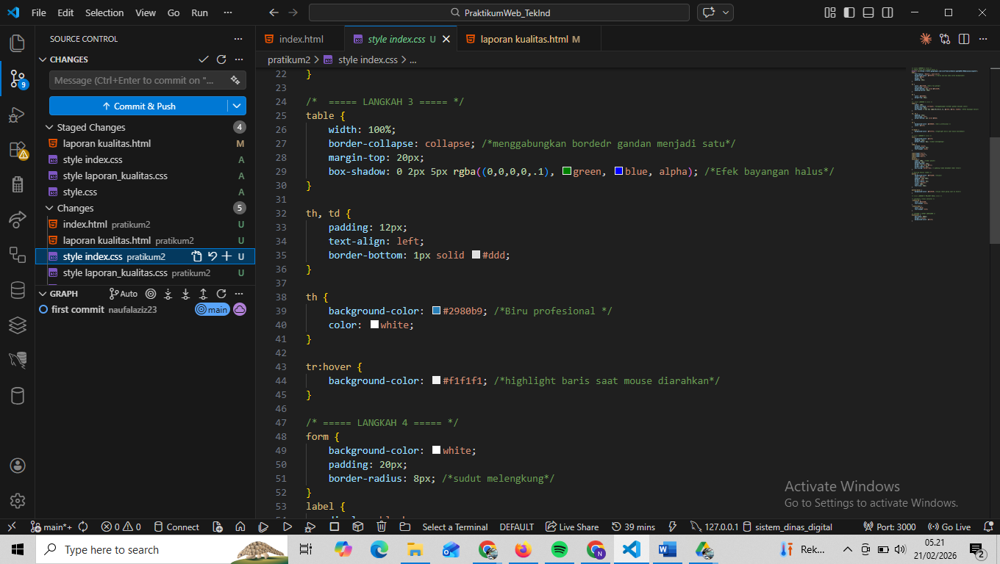 File Edit Selection View Go Run ··· PraktikumWeb_TekInd
SOURCE CONTROL
CHANGES
Message (Ctrl+Enter to commit on "...
Commit & Push
Staged Changes 4
laporan kualitas.html M
style index.css A
style laporan_kualitas.css A
style.css A
Changes 5
index.html pratikum2 U
laporan kualitas.html pratikum2 U
style index.css pratikum2 U
style laporan_kualitas.css pratikum2 U
GRAPH Auto
first commit naufalaziz23 main
9
index.html style index.css U laporan kualitas.html M
pratikum2 > style index.css > ...
22 }
23
24 /*  ===== LANGKAH 3 ===== */
25 table {
26 width: 100%;
27 border-collapse: collapse; /*menggabungkan bordedr gandan menjadi satu*/
28 margin-top: 20px;
29 box-shadow: 0 2px 5px rgba((0,0,0,0,.1), green, blue, alpha); /*Efek bayangan halus*/
30 }
31
32 th, td {
33 padding: 12px;
34 text-align: left;
35 border-bottom: 1px solid #ddd;
36 }
37
38 th {
39 background-color: #2980b9; /*Biru profesional */
40 color: white;
41 }
42
43 tr:hover {
44 background-color: #f1f1f1; /*highlight baris saat mouse diarahkan*/
45 }
46
47 /* ===== LANGKAH 4 ===== */
48 form {
49 background-color: white;
50 padding: 20px;
51 border-radius: 8px; /*sudut melengkung*/
52 }
53 label {
Activate Windows
Go to Settings to activate Windows.
main*+ 0 0 Connect Select a Terminal DEFAULT Live Share 39 mins 127.0.0.1 sistem_dinas_digital Port: 3000 Go Live
Type here to search Rek... 05.21
21/02/2026 2